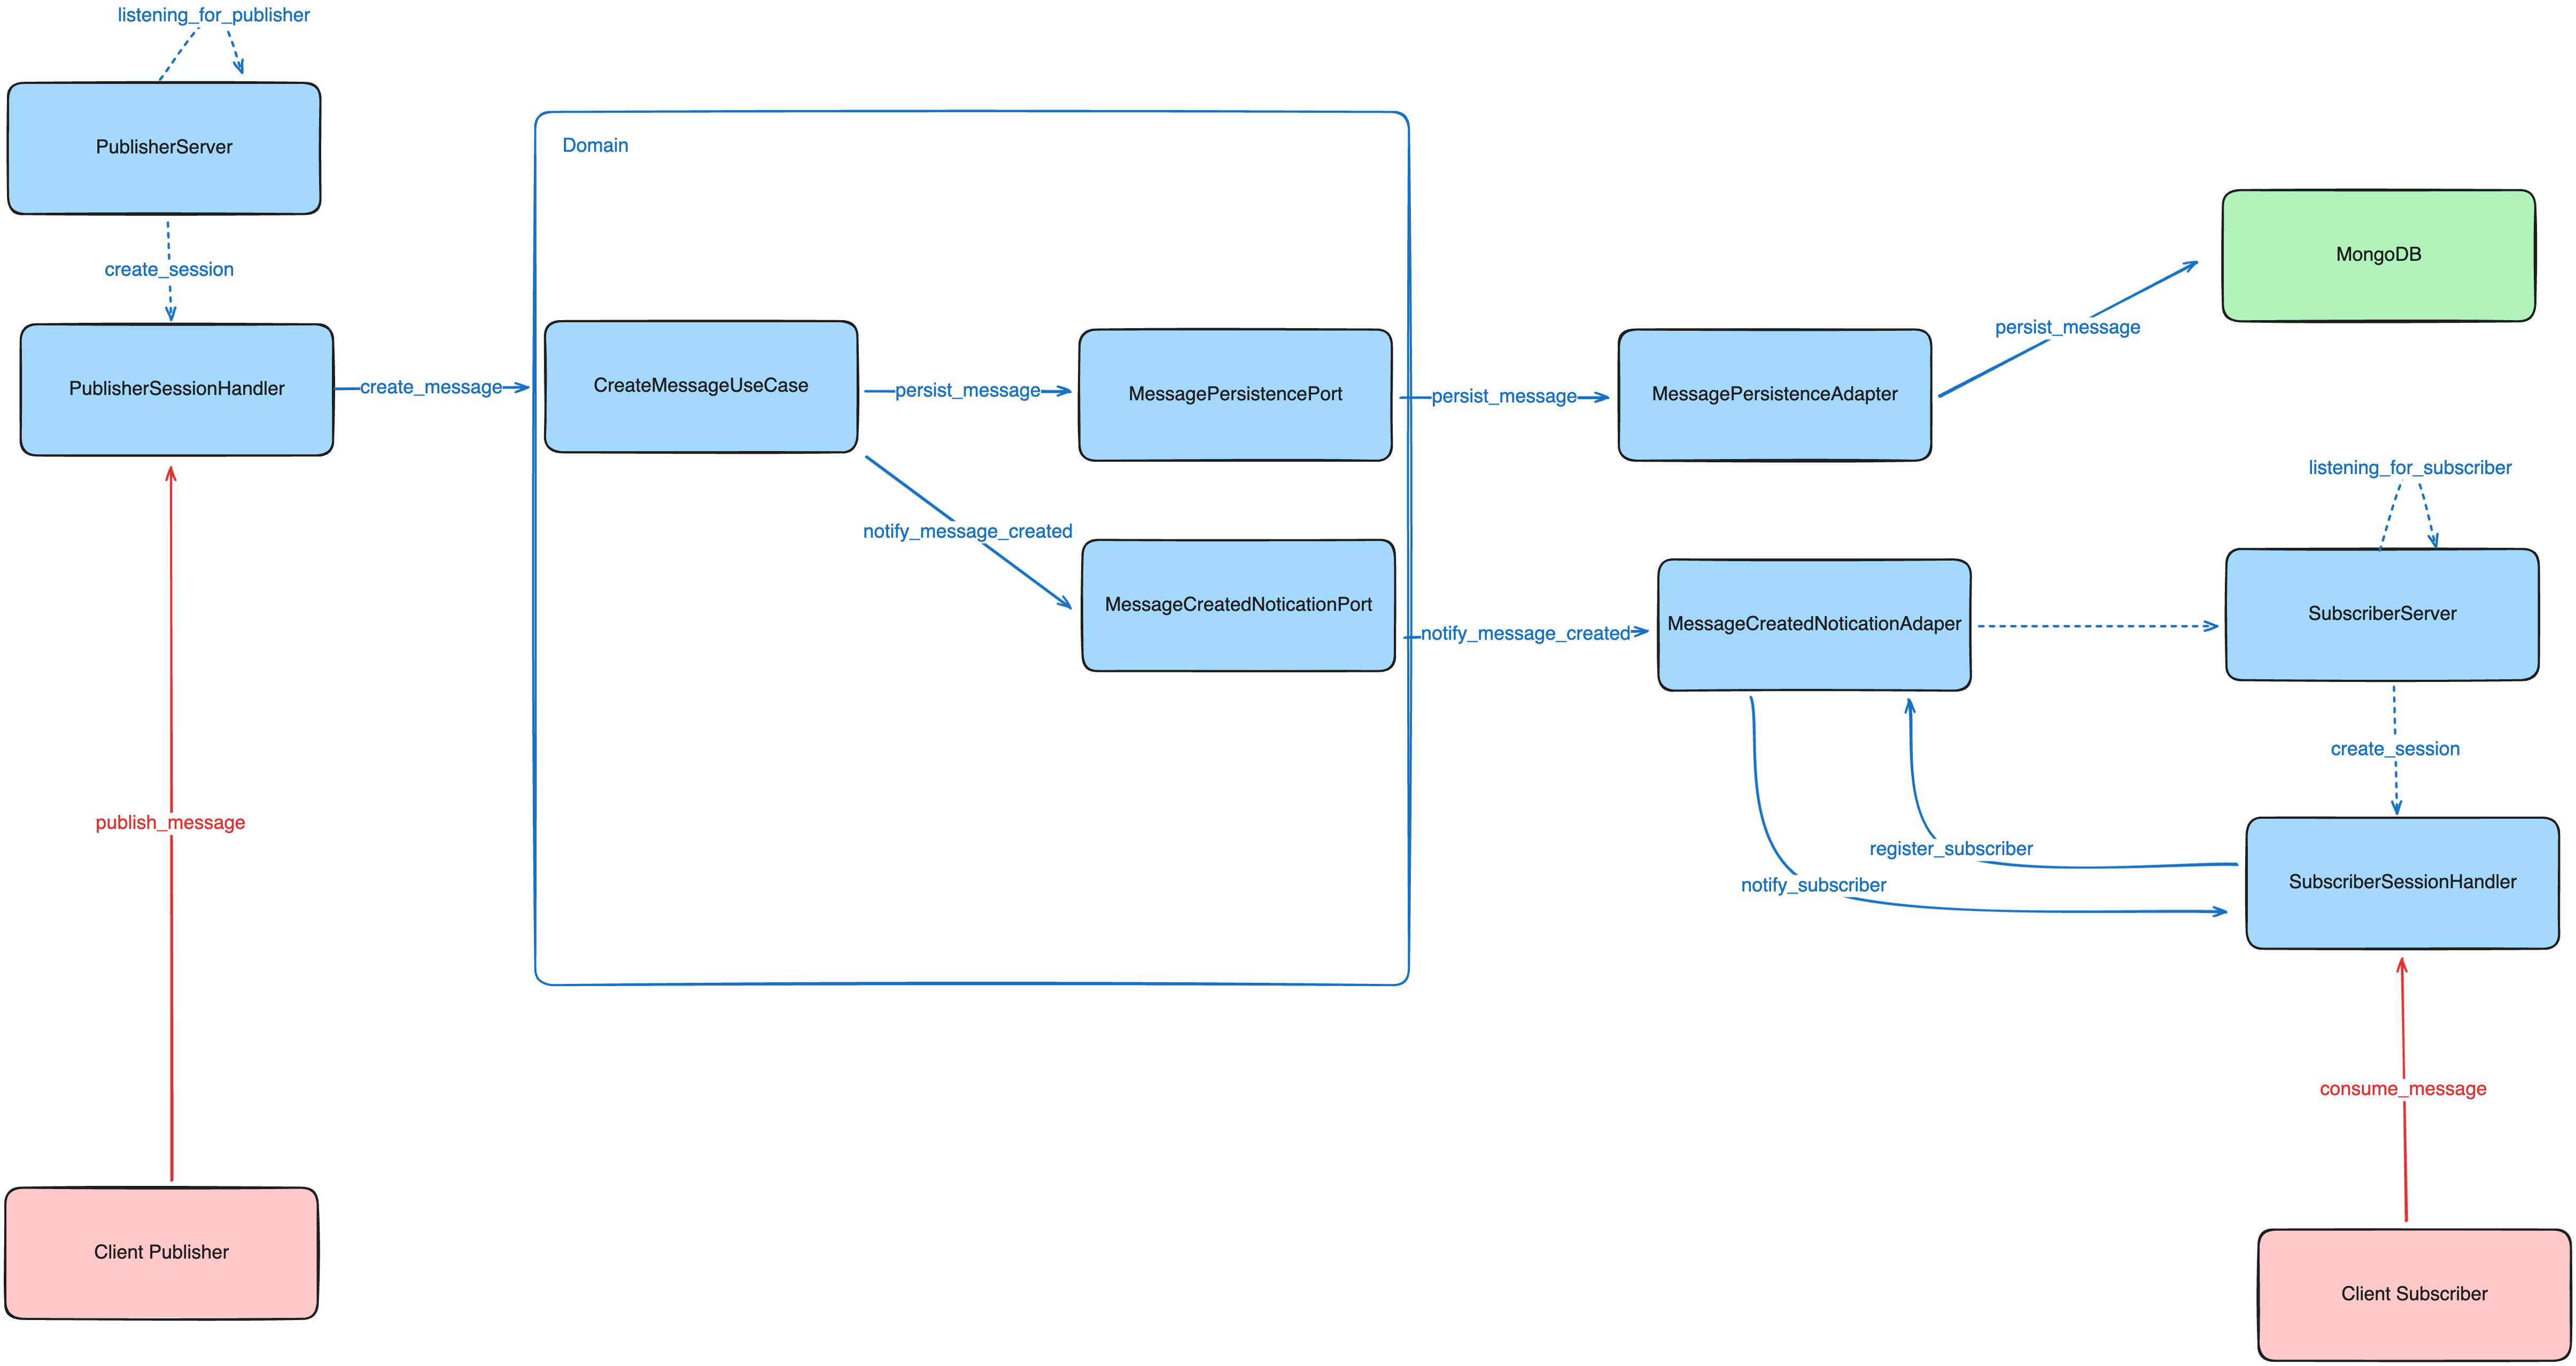 listening_for_publisher
PublisherServer
create_session
PublisherSessionHandler
create_message
publish_message
Client Publisher
Domain
CreateMessageUseCase
persist_message
MessagePersistencePort
notify_message_created
MessageCreatedNoticationPort
persist_message
MessagePersistenceAdapter
persist_message
MongoDB
notify_message_created
MessageCreatedNoticationAdaper
listening_for_subscriber
SubscriberServer
create_session
register_subscriber
notify_subscriber
SubscriberSessionHandler
consume_message
Client Subscriber